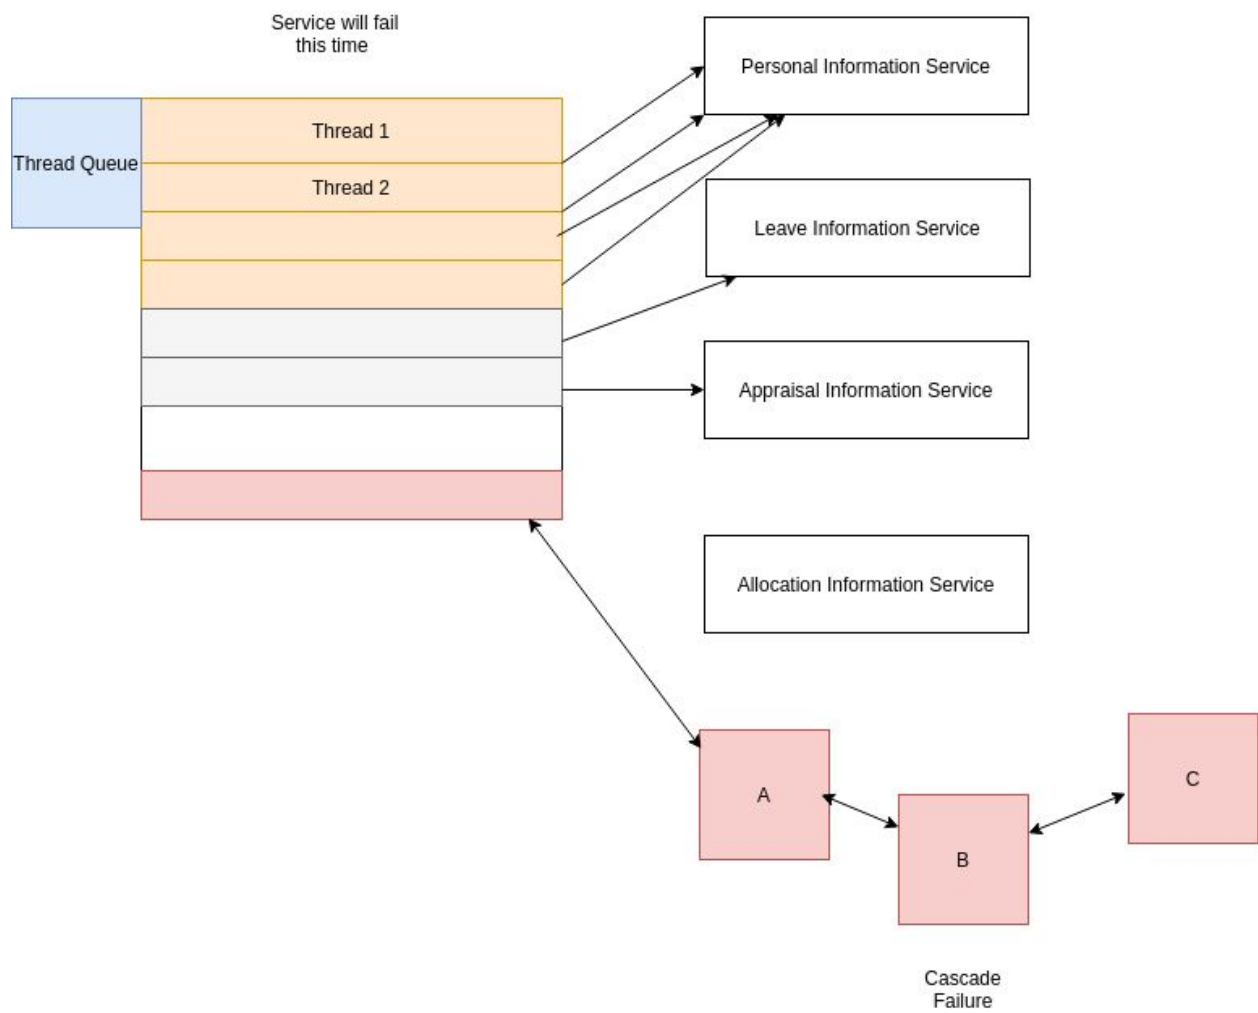 Service will fail
this time
Personal Information Service
Thread Queue
Thread 1
Thread 2
Leave Information Service
Appraisal Information Service
Allocation Information Service
A
B
C
Cascade
Failure